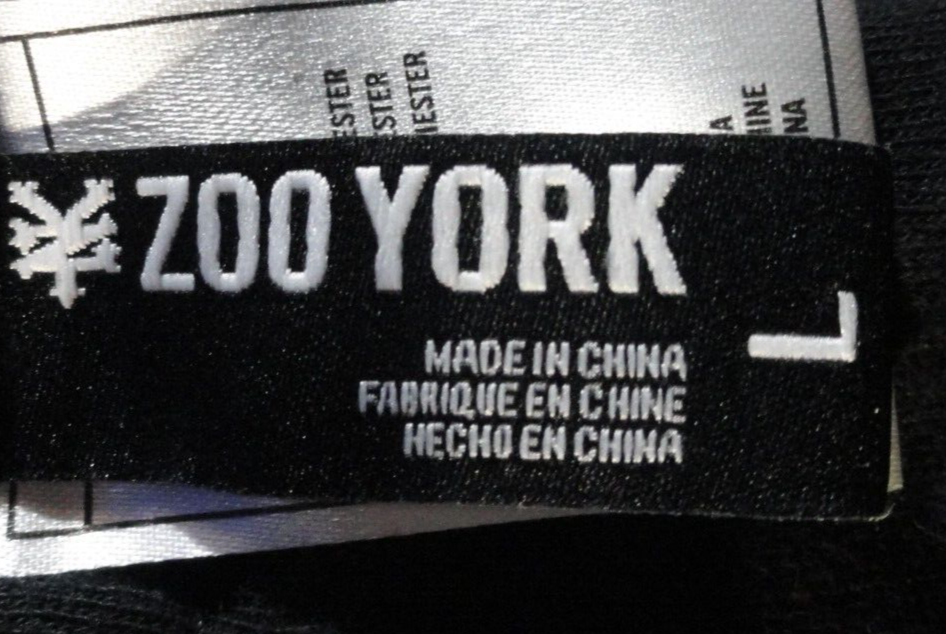 ZOO YORK
L
MADE IN CHINA
FABRIQUE EN CHINE
HECHO EN CHINA